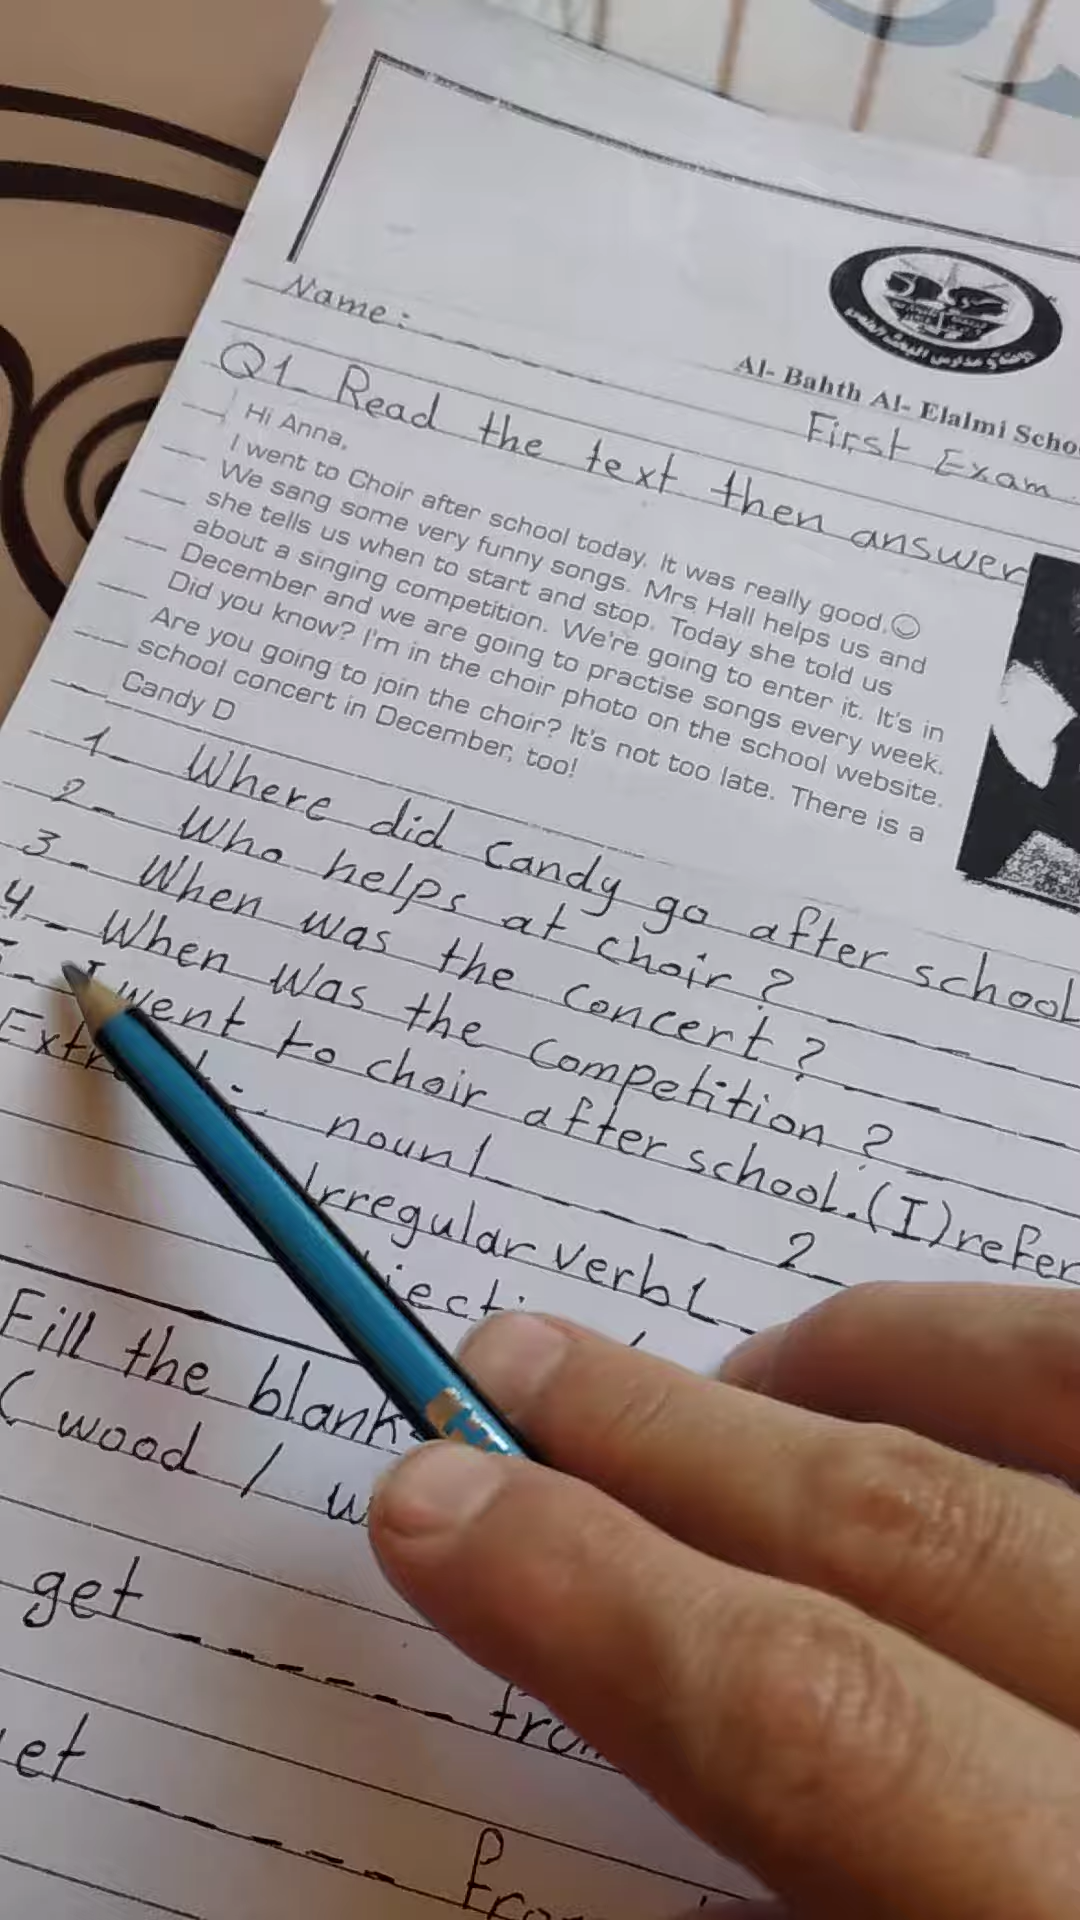 Name:
Al- Bahth Al- Elalmi
First Exam
Q1 Read the text then answer
Hi Anna,
I went to Choir after school today. It was really good.
We sang some very funny songs. Mrs Hall helps us and
she tells us when to start and stop. Today she told us
about a singing competition. We're going to enter it. It's in
December and we are going to practise songs every week.
Did you know? I'm in the choir photo on the school website.
Are you going to join the choir? It's not too late. There is a
school concert in December, too!
Candy D
1- Where did Candy go after school
2- Who helps at choir?
3- When was the concert?
4- When was the competition?
I went to choir after school. (I) refer
noun 1 2
Irregular verb 1
Fill the blank
( wood /
get